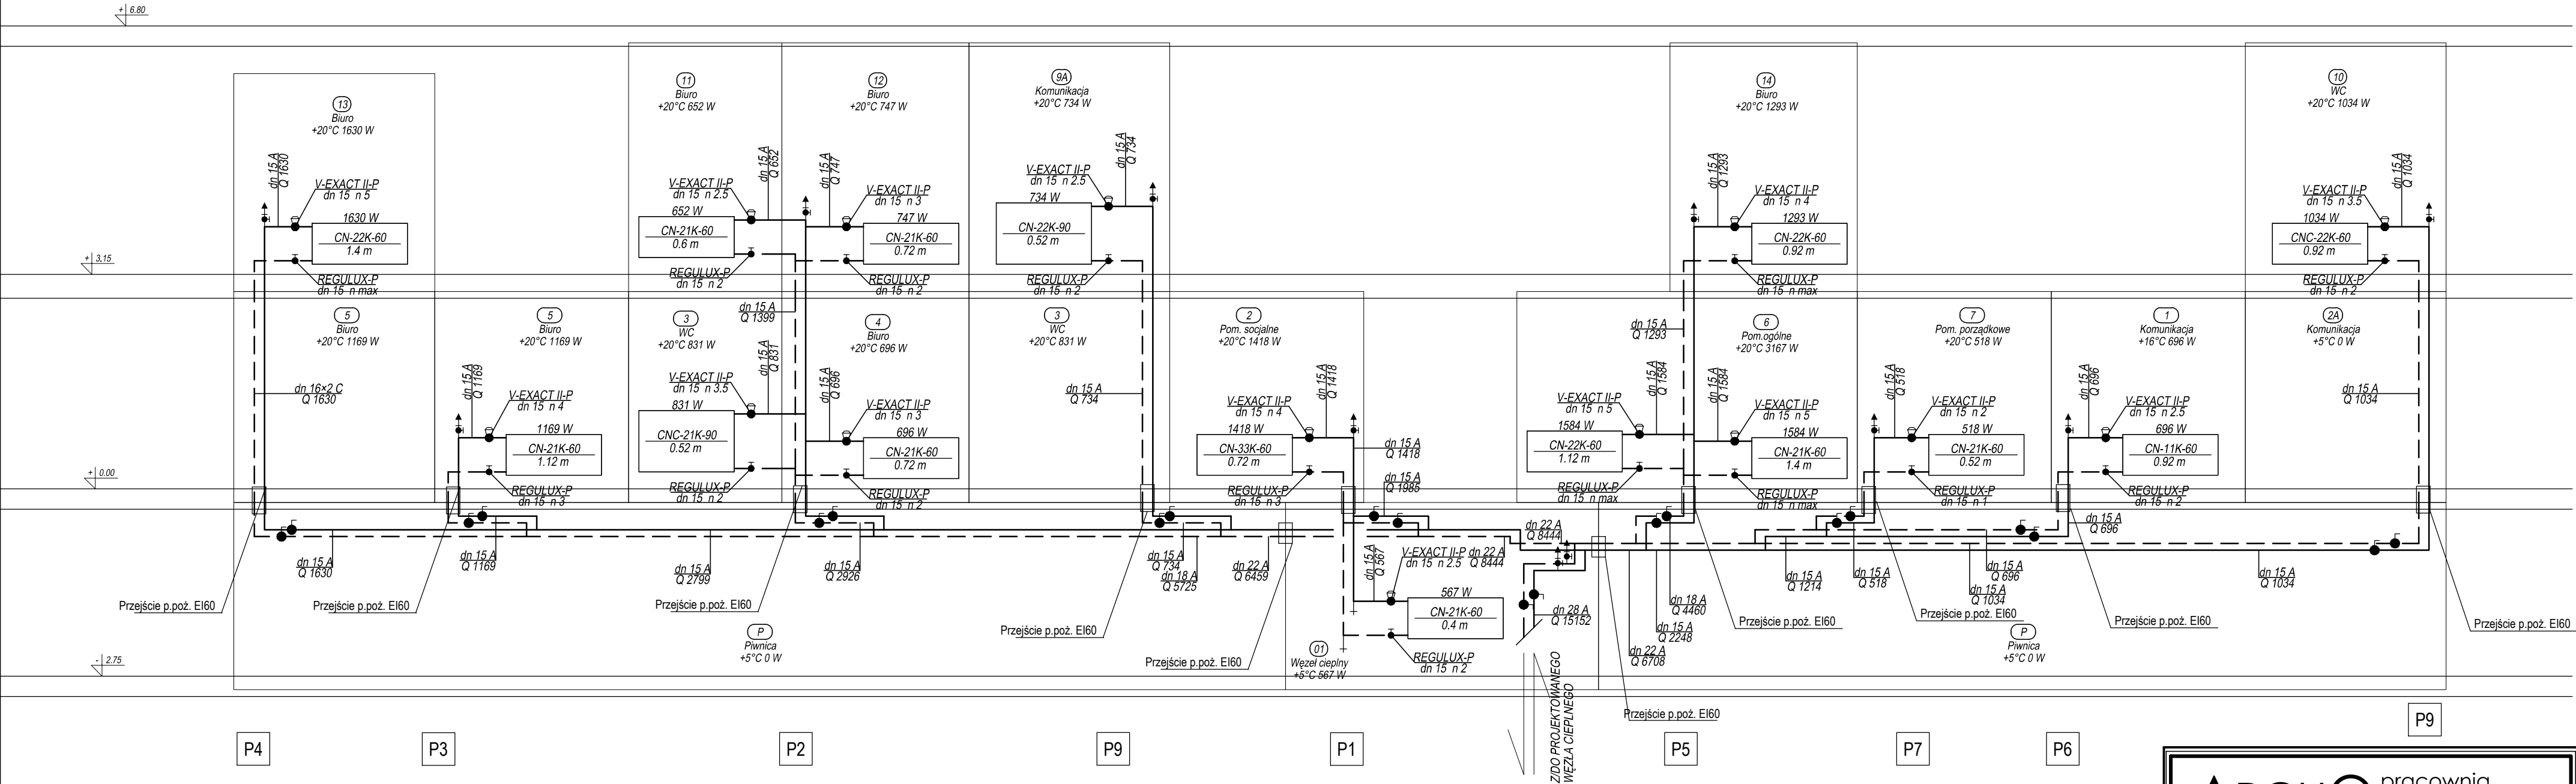 + 6.80
13
Biuro
+20°C 1630 W
11
Biuro
+20°C 652 W
12
Biuro
+20°C 747 W
9A
Komunikacja
+20°C 734 W
14
Biuro
+20°C 1293 W
10
WC
+20°C 1034 W
dn 15 A
Q 1630
V-EXACT II-P
dn 15 n 5
1630 W
CN-22K-60
1.4 m
REGULUX-P
dn 15 n max
dn 15 A
Q 652
V-EXACT II-P
dn 15 n 2.5
652 W
CN-21K-60
0.6 m
REGULUX-P
dn 15 n 2
dn 15 A
Q 747
V-EXACT II-P
dn 15 n 3
747 W
CN-21K-60
0.72 m
REGULUX-P
dn 15 n 2
dn 15 A
Q 734
V-EXACT II-P
dn 15 n 2.5
734 W
CN-22K-90
0.52 m
REGULUX-P
dn 15 n 2
dn 15 A
Q 1293
V-EXACT II-P
dn 15 n 4
1293 W
CN-22K-60
0.92 m
REGULUX-P
dn 15 n max
dn 15 A
Q 1034
V-EXACT II-P
dn 15 n 3.5
1034 W
CNC-22K-60
0.92 m
REGULUX-P
dn 15 n 2
+ 3.15
5
Biuro
+20°C 1169 W
5
Biuro
+20°C 1169 W
3
WC
+20°C 831 W
dn 15 A
Q 1399
4
Biuro
+20°C 696 W
3
WC
+20°C 831 W
2
Pom. socjalne
+20°C 1418 W
dn 15 A
Q 1293
6
Pom.ogólne
+20°C 3167 W
7
Pom. porządkowe
+20°C 518 W
1
Komunikacja
+16°C 696 W
2A
Komunikacja
+5°C 0 W
dn 16×2 C
Q 1630
dn 15 A
Q 1169
V-EXACT II-P
dn 15 n 4
1169 W
CN-21K-60
1.12 m
REGULUX-P
dn 15 n 3
dn 15 A
Q 831
V-EXACT II-P
dn 15 n 3.5
831 W
CNC-21K-90
0.52 m
REGULUX-P
dn 15 n 2
dn 15 A
Q 696
V-EXACT II-P
dn 15 n 3
696 W
CN-21K-60
0.72 m
REGULUX-P
dn 15 n 2
dn 15 A
Q 734
dn 15 A
Q 1418
V-EXACT II-P
dn 15 n 4
1418 W
CN-33K-60
0.72 m
REGULUX-P
dn 15 n 3
dn 15 A
Q 1418
dn 15 A
Q 1985
dn 15 A
Q 1584
V-EXACT II-P
dn 15 n 5
1584 W
CN-22K-60
1.12 m
REGULUX-P
dn 15 n max
dn 15 A
Q 1584
V-EXACT II-P
dn 15 n 5
1584 W
CN-21K-60
1.4 m
REGULUX-P
dn 15 n max
dn 15 A
Q 518
V-EXACT II-P
dn 15 n 2
518 W
CN-21K-60
0.52 m
REGULUX-P
dn 15 n 1
dn 15 A
Q 696
V-EXACT II-P
dn 15 n 2.5
696 W
CN-11K-60
0.92 m
REGULUX-P
dn 15 n 2
dn 15 A
Q 1034
+ 0.00
dn 15 A
Q 1630
dn 15 A
Q 1169
dn 15 A
Q 2799
dn 15 A
Q 2926
dn 15 A
Q 734
dn 18 A
Q 5725
dn 22 A
Q 6459
dn 15 A
Q 567
V-EXACT II-P
dn 15 n 2.5
dn 22 A
Q 8444
dn 22 A
Q 8444
567 W
CN-21K-60
0.4 m
REGULUX-P
dn 15 n 2
dn 28 A
Q 15152
dn 22 A
Q 6708
dn 15 A
Q 2248
dn 18 A
Q 4460
dn 15 A
Q 1214
dn 15 A
Q 518
dn 15 A
Q 1034
dn 15 A
Q 696
dn 15 A
Q 696
dn 15 A
Q 1034
Przejście p.poż. EI60
Przejście p.poż. EI60
Przejście p.poż. EI60
Przejście p.poż. EI60
Przejście p.poż. EI60
Przejście p.poż. EI60
Przejście p.poż. EI60
Przejście p.poż. EI60
Przejście p.poż. EI60
Przejście p.poż. EI60
P
Piwnica
+5°C 0 W
01
Węzeł cieplny
+5°C 567 W
P
Piwnica
+5°C 0 W
- 2.75
Z/DO PROJEKTOWANEGO
WĘZŁA CIEPLNEGO
P4
P3
P2
P9
P1
P5
P7
P6
P9
pracownia